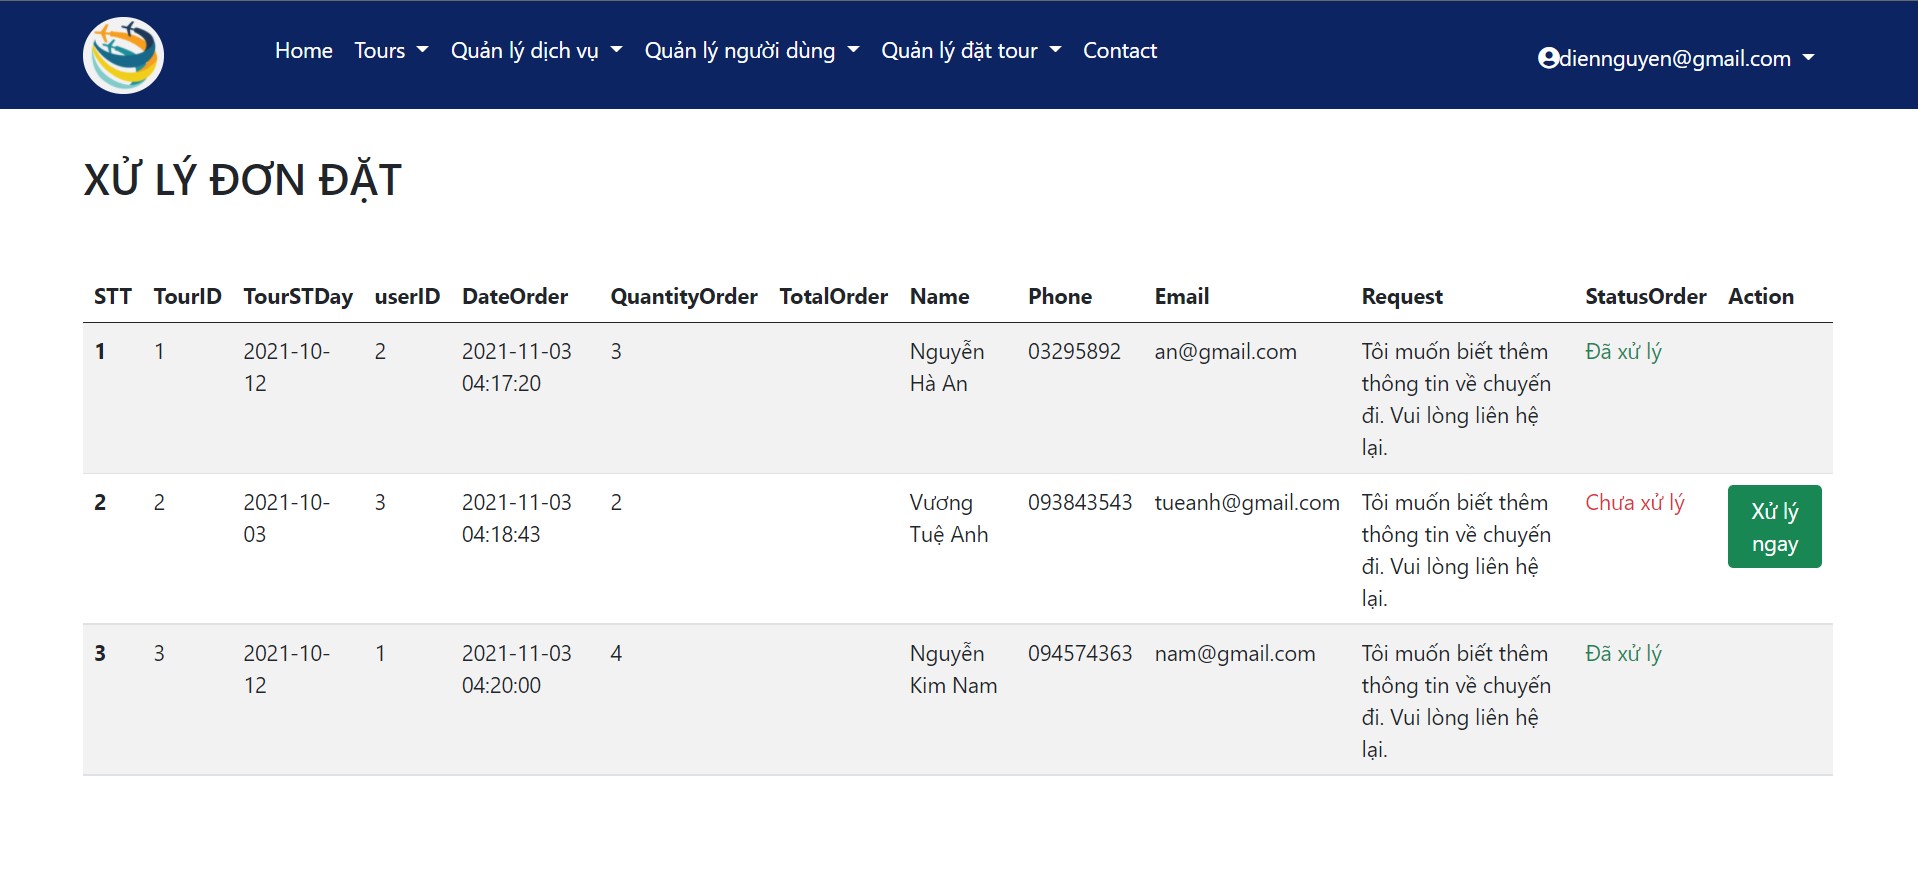 Home Tours Quản lý dịch vụ Quản lý người dùng Quản lý đặt tour Contact diennguyen@gmail.com
XỬ LÝ ĐƠN ĐẶT
STT TourID TourSTDay userID DateOrder QuantityOrder TotalOrder Name Phone Email Request StatusOrder Action
1 1 2021-10- 2 2021-11-03 3 Nguyễn 03295892 an@gmail.com Tôi muốn biết thêm Đã xử lý
12 04:17:20 Hà An thông tin về chuyến
đi. Vui lòng liên hệ
lại.
2 2 2021-10- 3 2021-11-03 2 Vương 093843543 tueanh@gmail.com Tôi muốn biết thêm Chưa xử lý Xử lý
03 04:18:43 Tuệ Anh thông tin về chuyến ngay
đi. Vui lòng liên hệ
lại.
3 3 2021-10- 1 2021-11-03 4 Nguyễn 094574363 nam@gmail.com Tôi muốn biết thêm Đã xử lý
12 04:20:00 Kim Nam thông tin về chuyến
đi. Vui lòng liên hệ
lại.